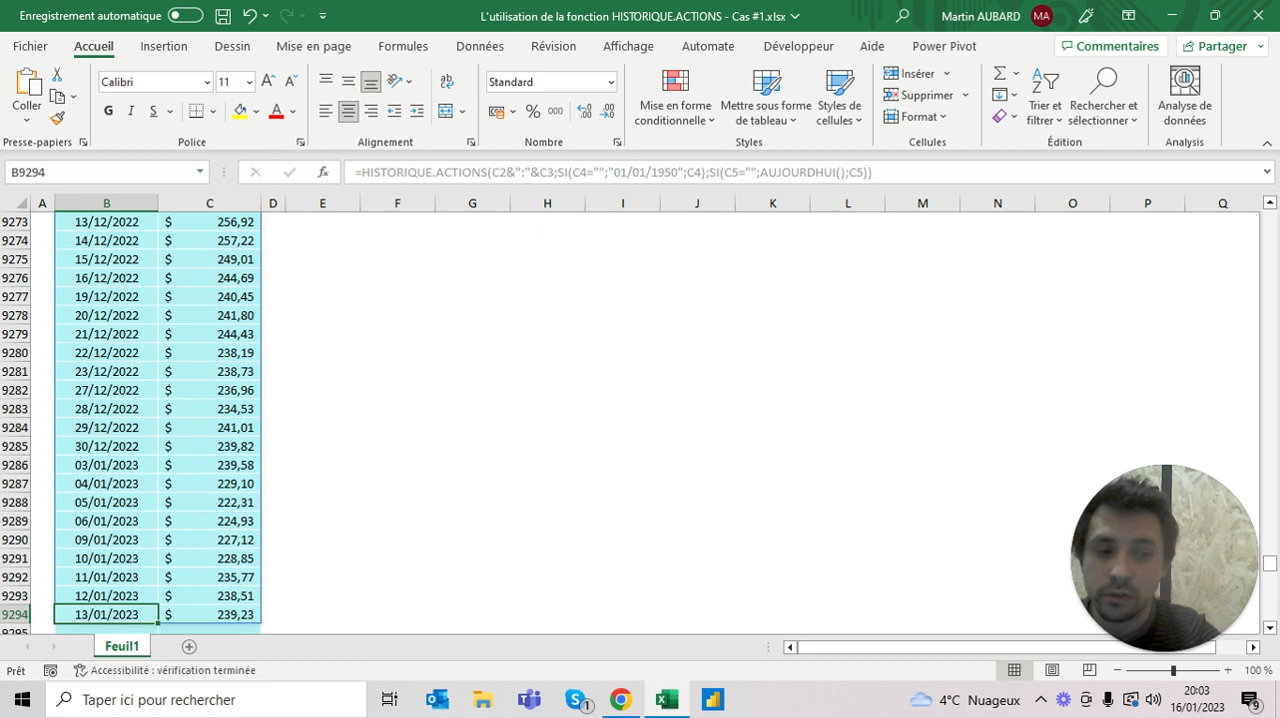 Enregistrement automatique
L'utilisation de la fonction HISTORIQUE.ACTIONS - Cas #1.xlsx
Martin AUBARD MA
Fichier Accueil Insertion Dessin Mise en page Formules Données Révision Affichage Automate Développeur Aide Power Pivot Commentaires Partager
Coller
Calibri 11
G I S
Standard
Mise en forme conditionnelle
Mettre sous forme de tableau
Styles de cellules
Insérer
Supprimer
Format
Trier et filtrer
Rechercher et sélectionner
Analyse de données
Presse-papiers Police Alignement Nombre Styles Cellules Édition Analyse
B9294 =HISTORIQUE.ACTIONS(C2&":"&C3;SI(C4="";"01/01/1950";C4);SI(C5="";AUJOURDHUI();C5))
A B C D E F G H I J K L M N O P Q
9273 13/12/2022 $ 256,92
9274 14/12/2022 $ 257,22
9275 15/12/2022 $ 249,01
9276 16/12/2022 $ 244,69
9277 19/12/2022 $ 240,45
9278 20/12/2022 $ 241,80
9279 21/12/2022 $ 244,43
9280 22/12/2022 $ 238,19
9281 23/12/2022 $ 238,73
9282 27/12/2022 $ 236,96
9283 28/12/2022 $ 234,53
9284 29/12/2022 $ 241,01
9285 30/12/2022 $ 239,82
9286 03/01/2023 $ 239,58
9287 04/01/2023 $ 229,10
9288 05/01/2023 $ 222,31
9289 06/01/2023 $ 224,93
9290 09/01/2023 $ 227,12
9291 10/01/2023 $ 228,85
9292 11/01/2023 $ 235,77
9293 12/01/2023 $ 238,51
9294 13/01/2023 $ 239,23
9295
Feuil1
Prêt Accessibilité : vérification terminée 100 %
Taper ici pour rechercher
4°C Nuageux
20:03
16/01/2023